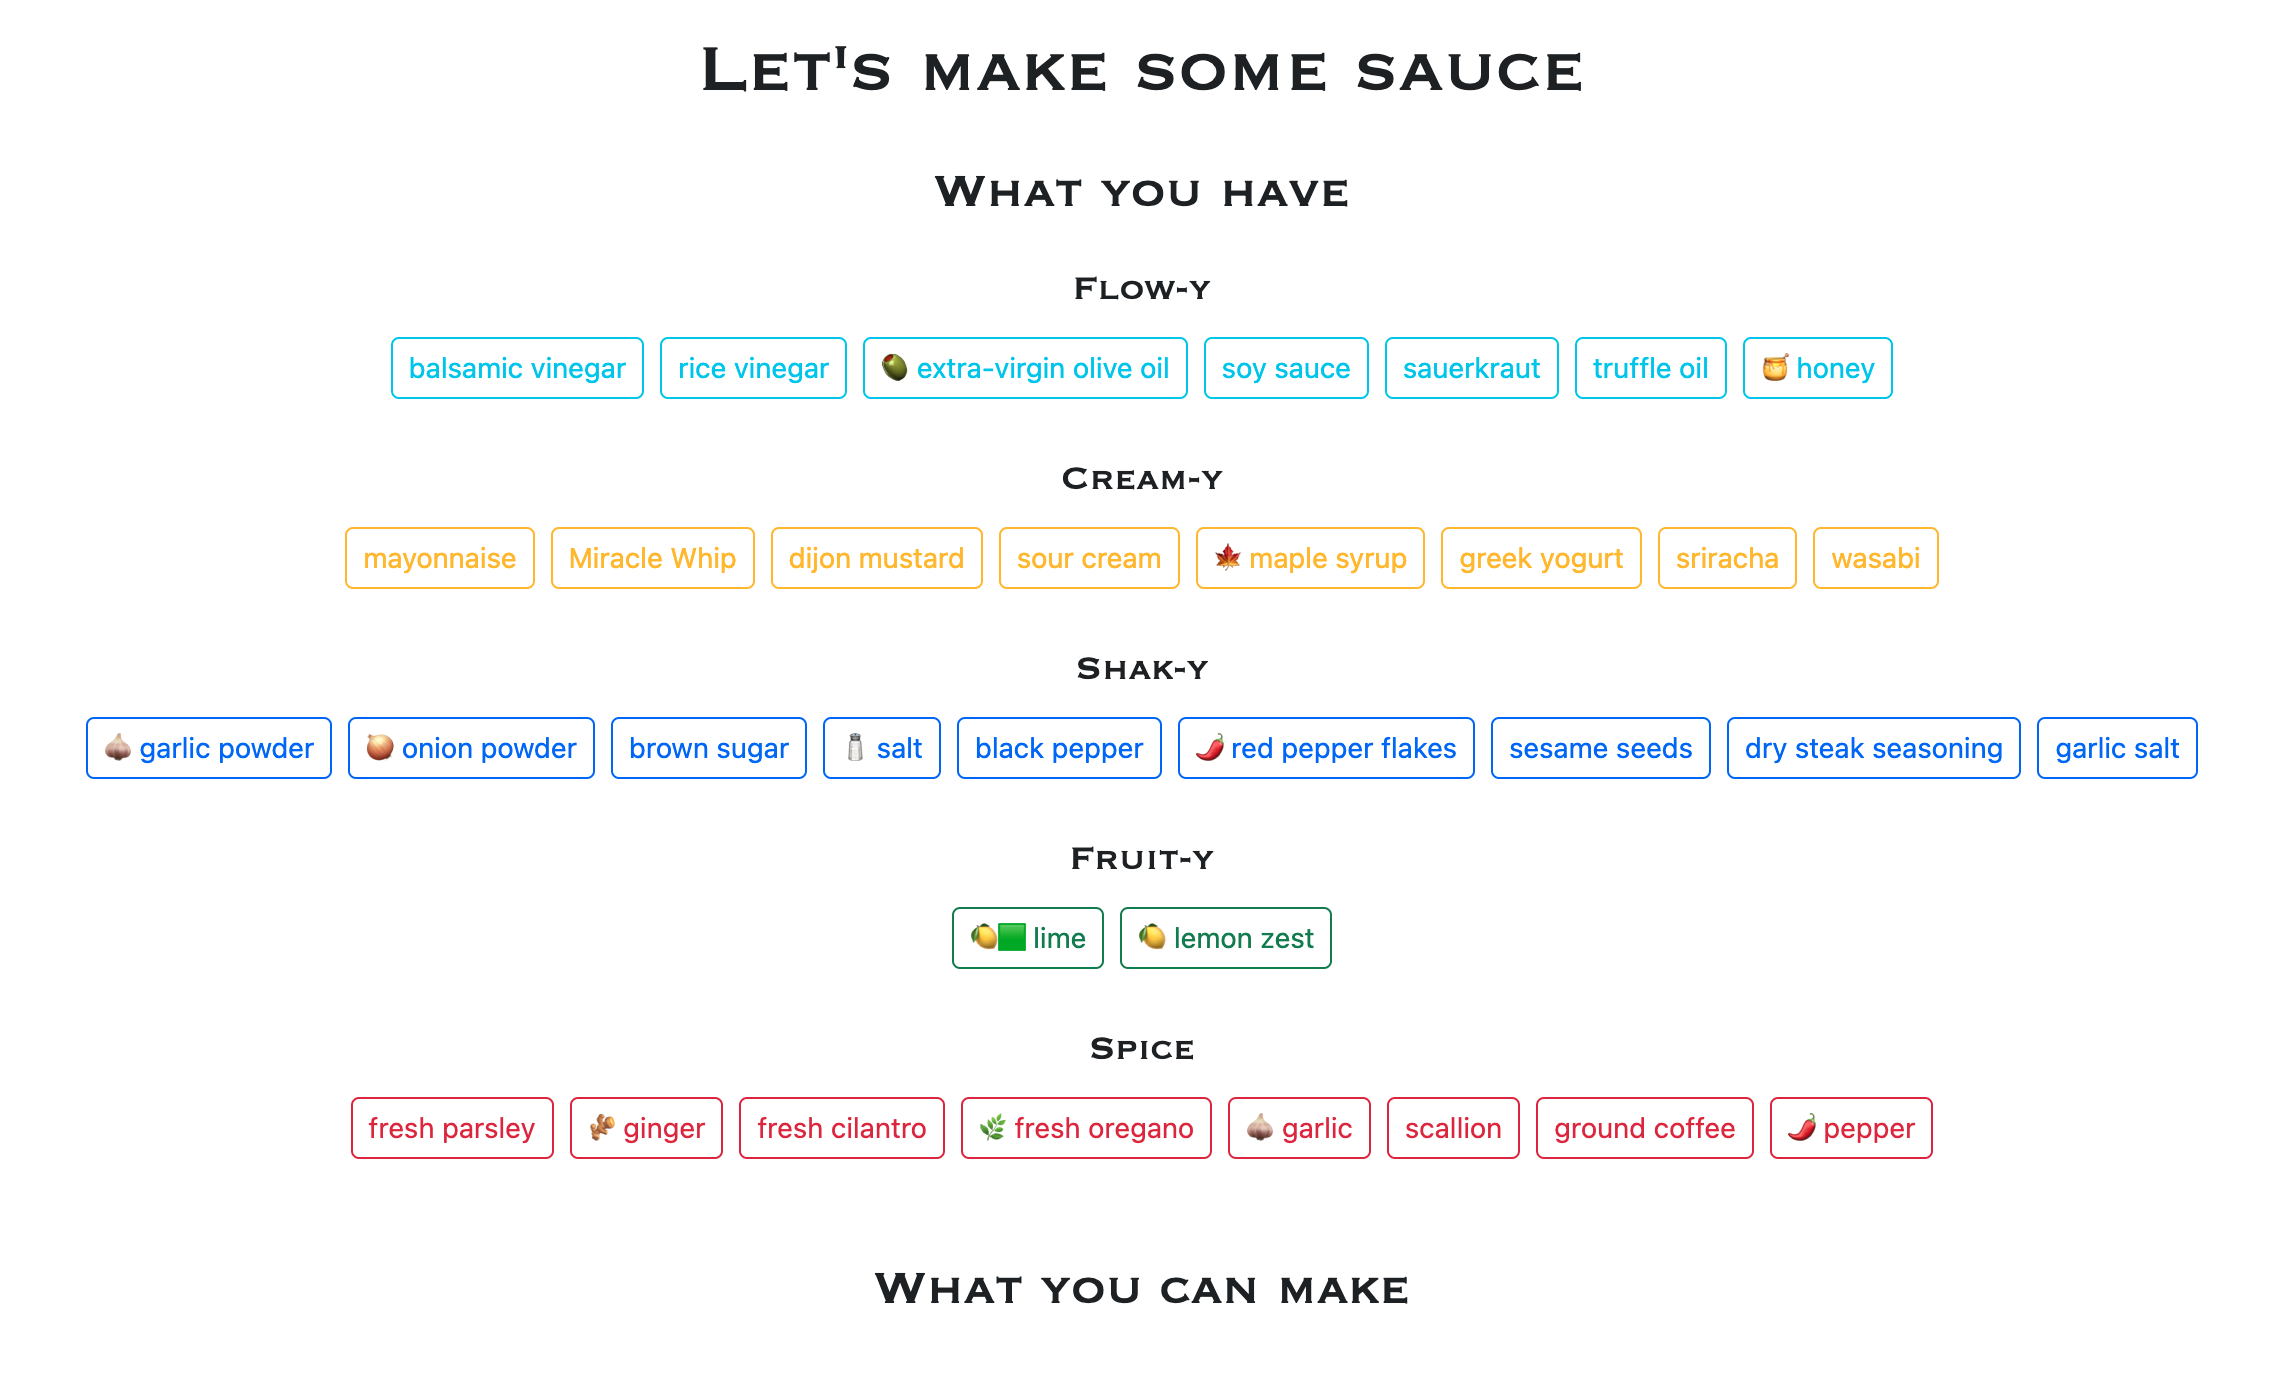 Let's make some sauce
What you have
Flow-y
balsamic vinegar rice vinegar 🫒 extra-virgin olive oil soy sauce sauerkraut truffle oil 🍯 honey
Cream-y
mayonnaise Miracle Whip dijon mustard sour cream 🍁 maple syrup greek yogurt sriracha wasabi
Shak-y
🧄 garlic powder 🧅 onion powder brown sugar 🧂 salt black pepper 🌶️ red pepper flakes sesame seeds dry steak seasoning garlic salt
Fruit-y
🍋🟩 lime 🍋 lemon zest
Spice
fresh parsley 🫚 ginger fresh cilantro 🌿 fresh oregano 🧄 garlic scallion ground coffee 🌶️ pepper
What you can make